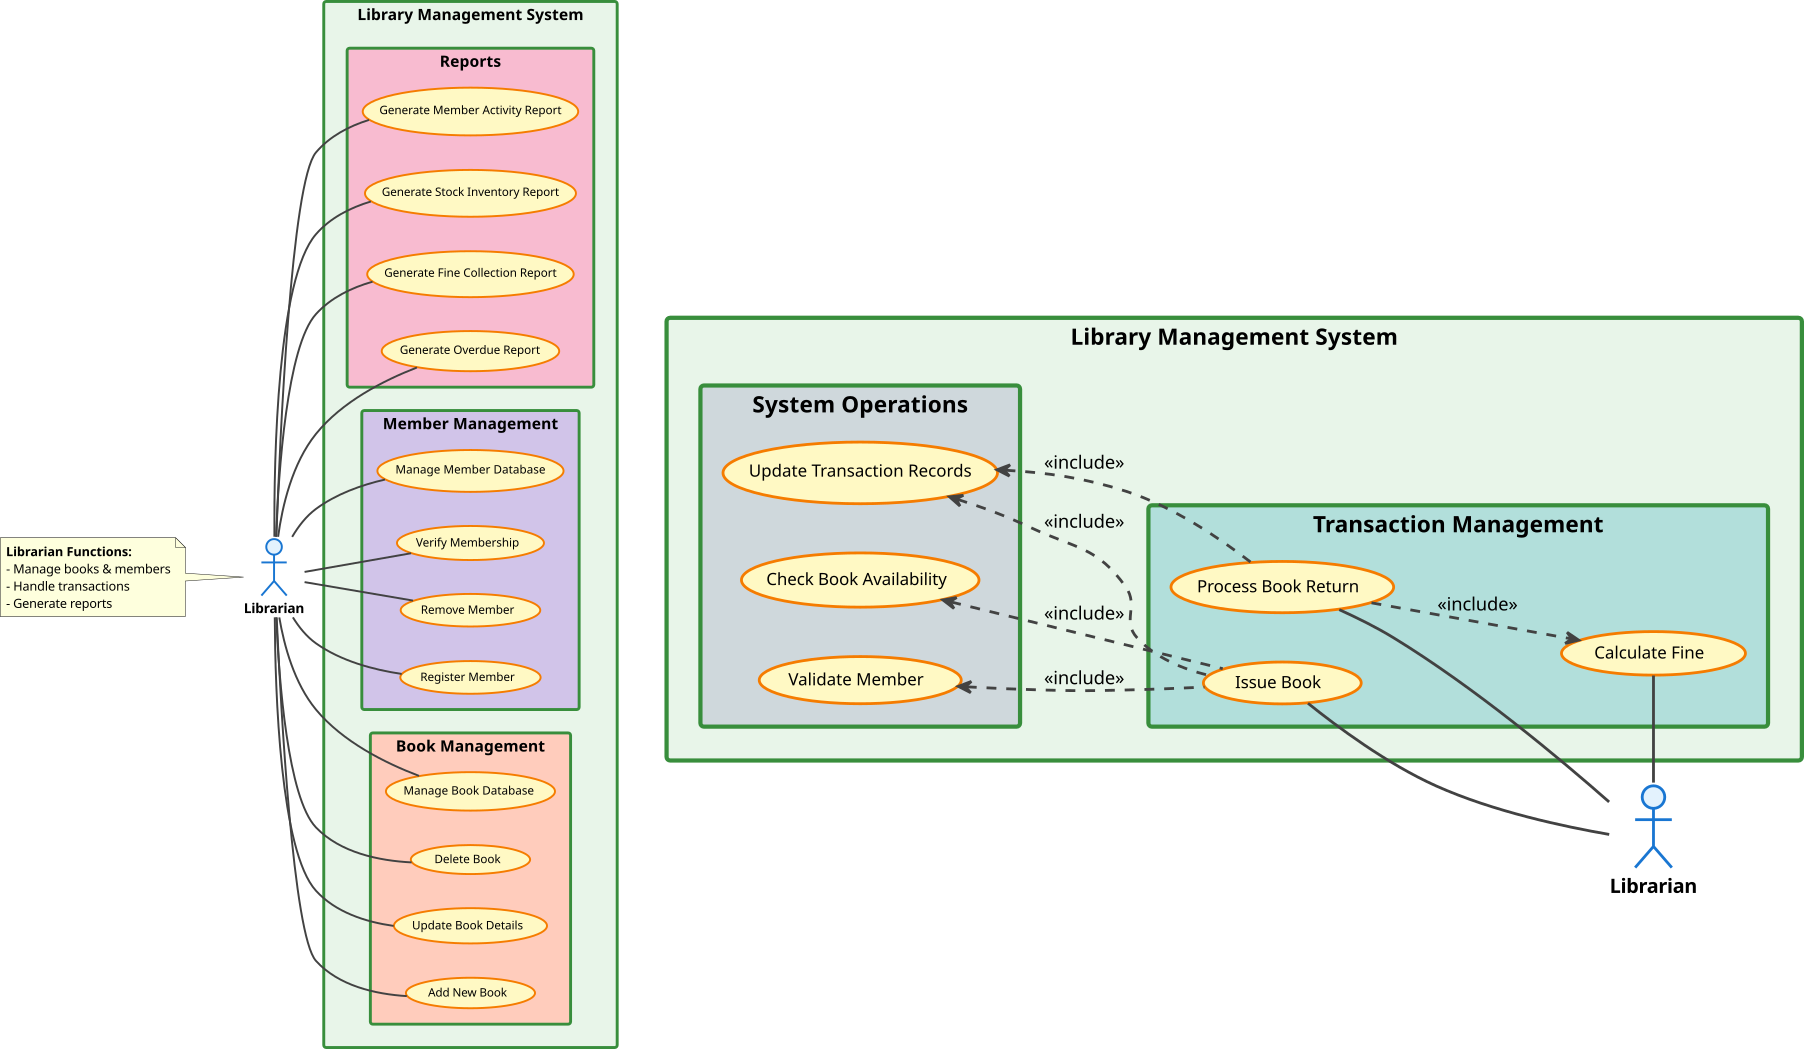 Library Management System
Reports
Generate Member Activity Report
Generate Stock Inventory Report
Generate Fine Collection Report
Generate Overdue Report
Member Management
Manage Member Database
Verify Membership
Remove Member
Register Member
Book Management
Manage Book Database
Delete Book
Update Book Details
Add New Book
Librarian Functions:
- Manage books & members
- Handle transactions
- Generate reports
Librarian
Library Management System
System Operations
Update Transaction Records
Check Book Availability
Validate Member
«include»
«include»
«include»
«include»
Transaction Management
Process Book Return
«include»
Calculate Fine
Issue Book
Librarian